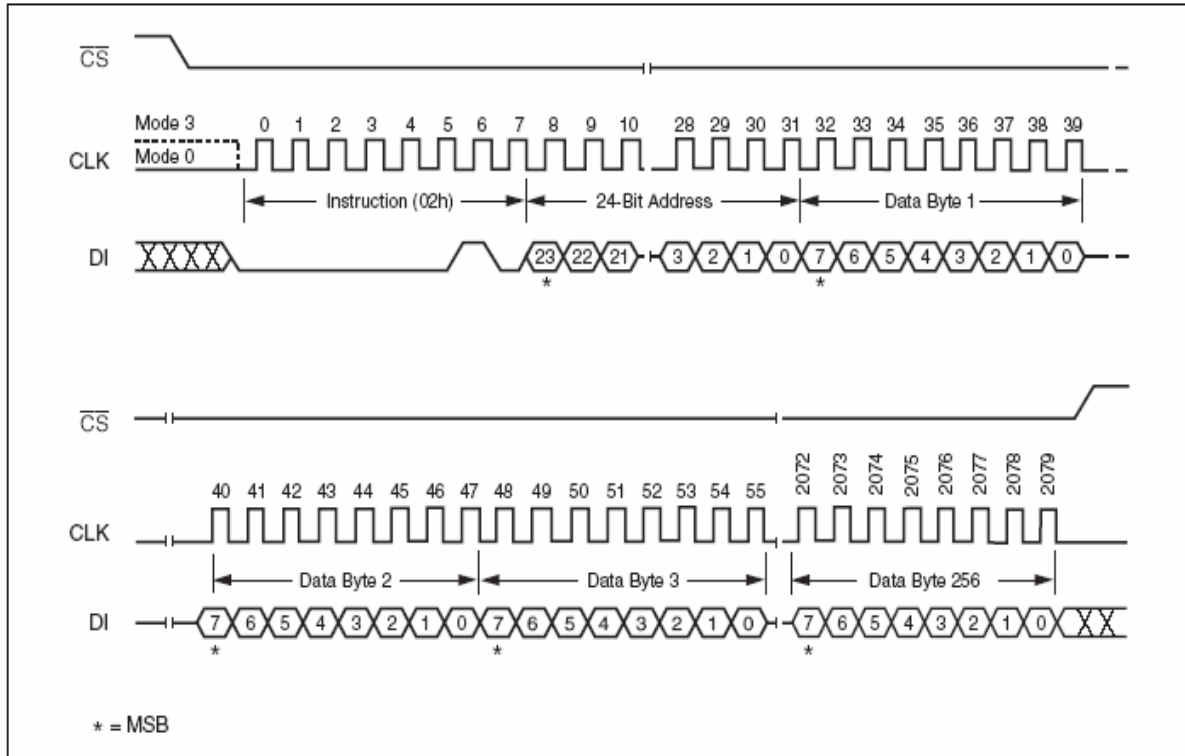 CS
Mode 3
0 1 2 3 4 5 6 7 8 9 10 28 29 30 31 32 33 34 35 36 37 38 39
CLK
Mode 0
Instruction (02h) 24-Bit Address Data Byte 1
DI 23 22 21 3 2 1 0 7 6 5 4 3 2 1 0
* *
CS
40 41 42 43 44 45 46 47 48 49 50 51 52 53 54 55 2072 2073 2074 2075 2076 2077 2078 2079
CLK
Data Byte 2 Data Byte 3 Data Byte 256
DI 7 6 5 4 3 2 1 0 7 6 5 4 3 2 1 0 7 6 5 4 3 2 1 0
* * *
* = MSB